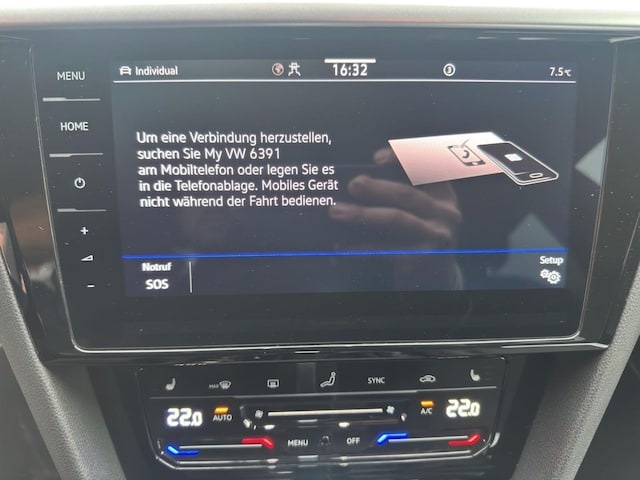 MENU
Individual
16:32
3
7.5°C
HOME
Um eine Verbindung herzustellen,
suchen Sie My VW 6391
am Mobiltelefon oder legen Sie es
in die Telefonablage. Mobiles Gerät
nicht während der Fahrt bedienen.
+
-
Notruf
SOS
Setup
MAX
SYNC
22.0
AUTO
A/C
22.0
MENU
OFF